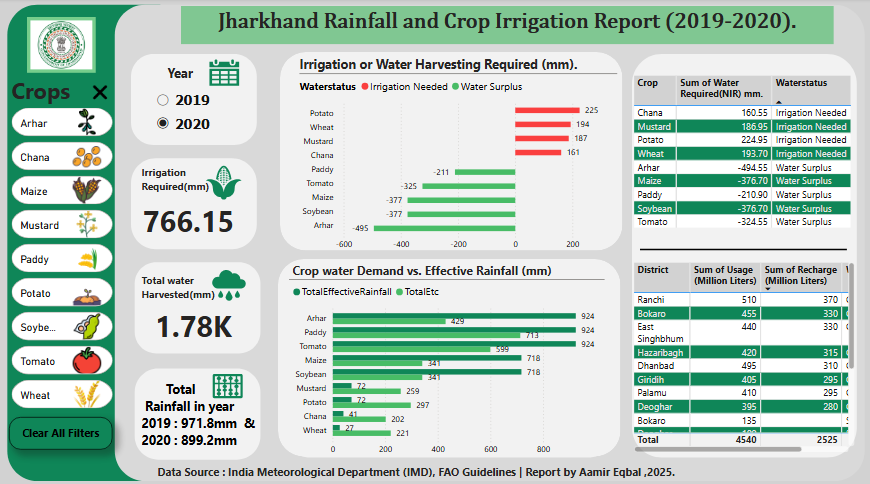 Jharkhand Rainfall and Crop Irrigation Report (2019-2020).
Crops
Arhar
Chana
Maize
Mustard
Paddy
Potato
Soybe...
Tomato
Wheat
Clear All Filters
Year
2019
2020
Irrigation
Required(mm)
766.15
Total water
Harvested(mm)
1.78K
Total
Rainfall in year
2019 : 971.8mm &
2020 : 899.2mm
Irrigation or Water Harvesting Required (mm).
Waterstatus Irrigation Needed Water Surplus
Potato 225
Wheat 194
Mustard 187
Chana 161
Paddy -211
Tomato -325
Maize -377
Soybean -377
Arhar -495
-600 -400 -200 0 200
Crop water Demand vs. Effective Rainfall (mm)
TotalEffectiveRainfall TotalEtc
Arhar 924 429
Paddy 924 713
Tomato 924 599
Maize 718 341
Soybean 718 341
Mustard 72 259
Potato 72 297
Chana 41 202
Wheat 27 221
0 200 400 600 800
Crop Sum of Water Waterstatus
Required(NIR) mm.
Chana 160.55 Irrigation Needed
Mustard 186.95 Irrigation Needed
Potato 224.95 Irrigation Needed
Wheat 193.70 Irrigation Needed
Arhar -494.55 Water Surplus
Maize -376.70 Water Surplus
Paddy -210.90 Water Surplus
Soybean -376.70 Water Surplus
Tomato -324.55 Water Surplus
District Sum of Usage Sum of Recharge
(Million Liters) (Million Liters)
Ranchi 510 370
Bokaro 455 330
East 440 330
Singhbhum
Hazaribagh 420 315
Dhanbad 495 310
Giridih 405 295
Palamu 410 295
Deoghar 395 280
Bokaro 135
Total 4540 2525
Data Source : India Meteorological Department (IMD), FAO Guidelines | Report by Aamir Eqbal ,2025.